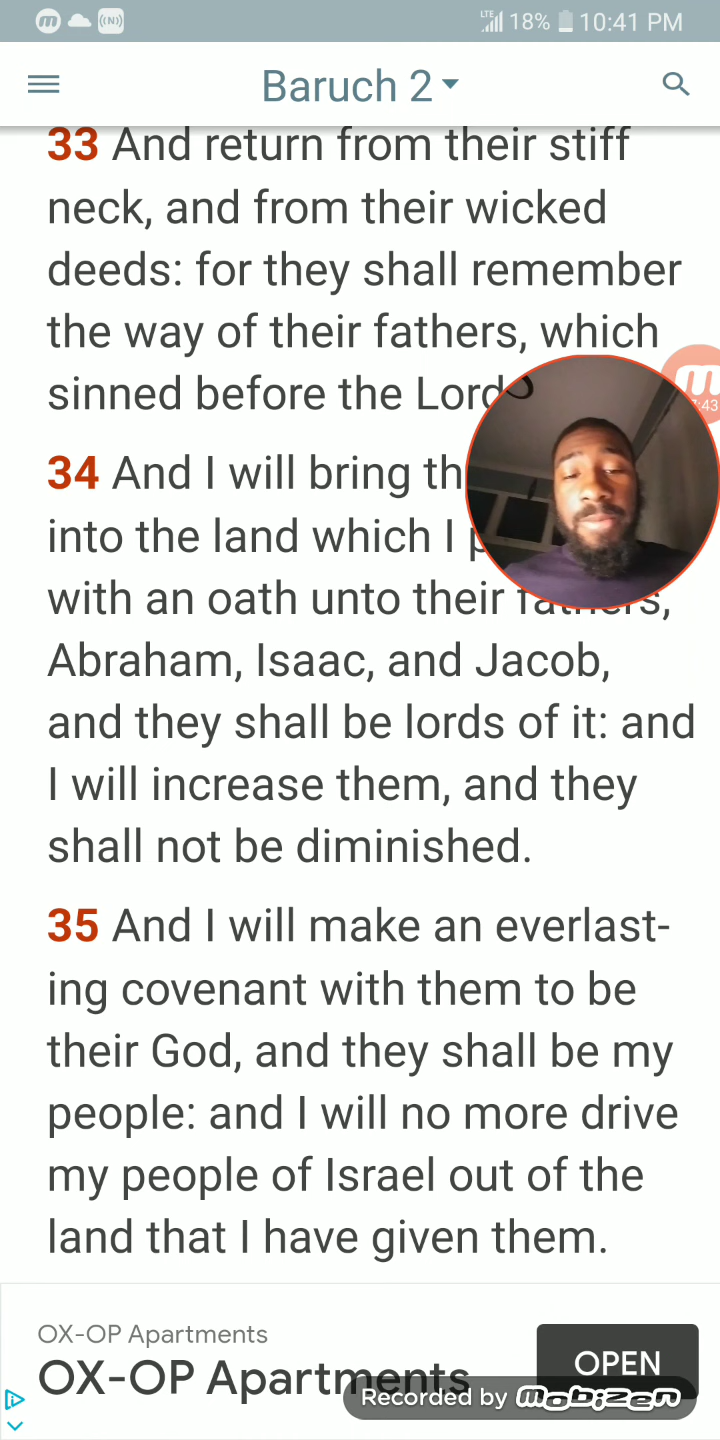 LTE 18% 10:41 PM
Baruch 2
33 And return from their stiff
neck, and from their wicked
deeds: for they shall remember
the way of their fathers, which
sinned before the Lord
:43
34 And I will bring
into the land which I
with an oath unto their fathers,
Abraham, Isaac, and Jacob,
and they shall be lords of it: and
I will increase them, and they
shall not be diminished.
35 And I will make an everlast-
ing covenant with them to be
their God, and they shall be my
people: and I will no more drive
my people of Israel out of the
land that I have given them.
OX-OP Apartments
OX-OP Apartments
OPEN
Recorded by mobizen